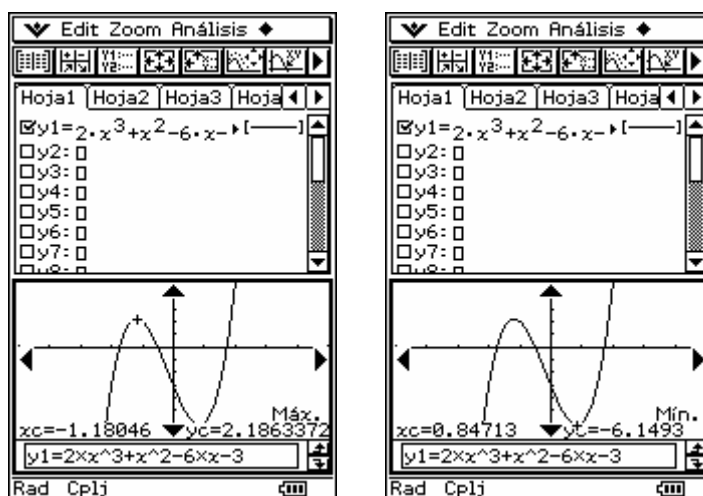 Edit Zoom Análisis
Hoja1 Hoja2 Hoja3 Hoja
y1=2·x^3+x^2-6·x-
y2:
y3:
y4:
y5:
y6:
y7:
y8:
Máx.
xc=-1.18046 yc=2.1863372
y1=2×x^3+x^2-6×x-3
Rad Cplj
Edit Zoom Análisis
Hoja1 Hoja2 Hoja3 Hoja
y1=2·x^3+x^2-6·x-
y2:
y3:
y4:
y5:
y6:
y7:
y8:
Mín.
xc=0.84713 yc=-6.1493
y1=2×x^3+x^2-6×x-3
Rad Cplj